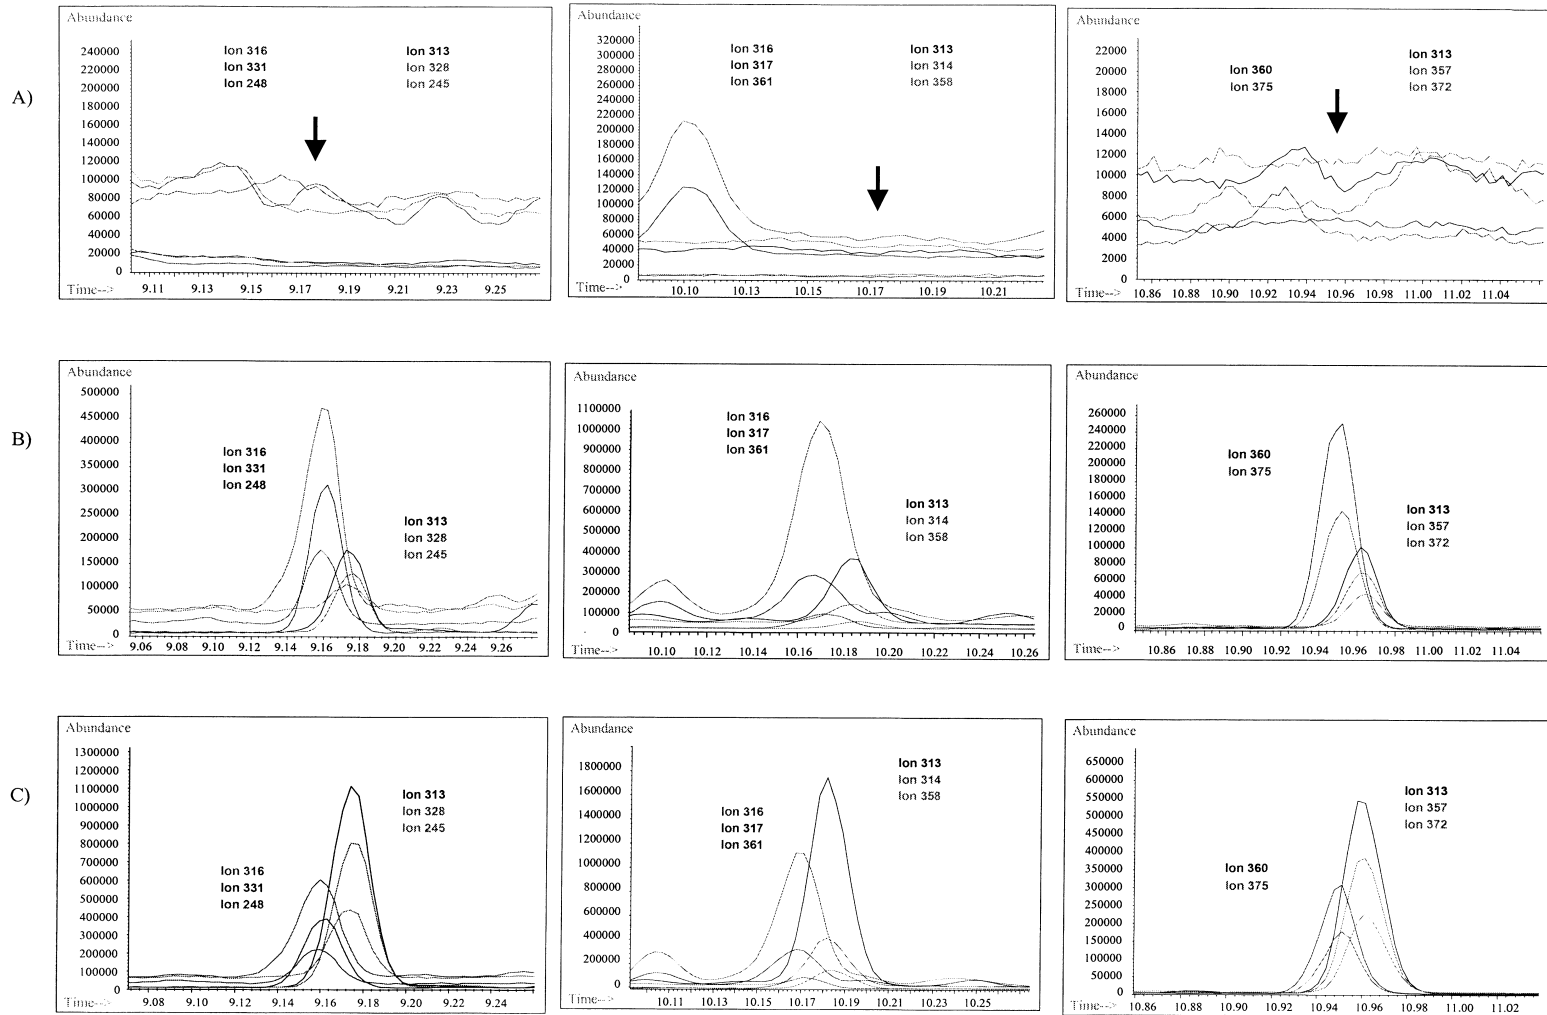 A)
Abundance
240000
220000
200000
180000
160000
140000
120000
100000
80000
60000
40000
20000
0
Ion 316
Ion 331
Ion 248
Ion 313
Ion 328
Ion 245
Time-->
9.11 9.13 9.15 9.17 9.19 9.21 9.23 9.25
Abundance
320000
300000
280000
260000
240000
220000
200000
180000
160000
140000
120000
100000
80000
60000
40000
20000
0
Ion 316
Ion 317
Ion 361
Ion 313
Ion 314
Ion 358
Time-->
10.10 10.13 10.15 10.17 10.19 10.21
Abundance
22000
20000
18000
16000
14000
12000
10000
8000
6000
4000
2000
0
Ion 360
Ion 375
Ion 313
Ion 357
Ion 372
Time-->
10.86 10.88 10.90 10.92 10.94 10.96 10.98 11.00 11.02 11.04
B)
Abundance
500000
450000
400000
350000
300000
250000
200000
150000
100000
50000
0
Ion 316
Ion 331
Ion 248
Ion 313
Ion 328
Ion 245
Time-->
9.06 9.08 9.10 9.12 9.14 9.16 9.18 9.20 9.22 9.24 9.26
Abundance
1100000
1000000
900000
800000
700000
600000
500000
400000
300000
200000
100000
0
Ion 316
Ion 317
Ion 361
Ion 313
Ion 314
Ion 358
Time-->
10.10 10.12 10.14 10.16 10.18 10.20 10.22 10.24 10.26
Abundance
260000
240000
220000
200000
180000
160000
140000
120000
100000
80000
60000
40000
20000
0
Ion 360
Ion 375
Ion 313
Ion 357
Ion 372
Time-->
10.86 10.88 10.90 10.92 10.94 10.96 10.98 11.00 11.02 11.04
C)
Abundance
1300000
1200000
1100000
1000000
900000
800000
700000
600000
500000
400000
300000
200000
100000
0
Ion 316
Ion 331
Ion 248
Ion 313
Ion 328
Ion 245
Time-->
9.08 9.10 9.12 9.14 9.16 9.18 9.20 9.22 9.24
Abundance
1800000
1600000
1400000
1200000
1000000
800000
600000
400000
200000
0
Ion 316
Ion 317
Ion 361
Ion 313
Ion 314
Ion 358
Time-->
10.11 10.13 10.15 10.17 10.19 10.21 10.23 10.25
Abundance
650000
600000
550000
500000
450000
400000
350000
300000
250000
200000
150000
100000
50000
0
Ion 360
Ion 375
Ion 313
Ion 357
Ion 372
Time-->
10.86 10.88 10.90 10.92 10.94 10.96 10.98 11.00 11.02